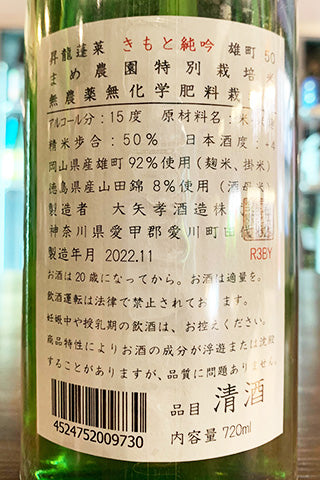 昇龍蓬莱 きもと純吟 雄町 50
まめ農園特別栽培米
無農薬無化学肥料栽
アルコール分:15度 原材料名:米、
精米歩合:50% 日本酒度:+4
岡山県産雄町 92%使用(麹米、掛米)
徳島県産山田錦 8%使用(酒母米)
製造者 大矢孝酒造株
神奈川県愛甲郡愛川町田
製造年月 2022.11
R3BY
お酒は20歳になってから。お酒は適量を。
飲酒運転は法律で禁止されております。
妊娠中や授乳期の飲酒は、お控えください。
商品特性によりお酒の成分が浮遊または沈殿
することがありますが、品質に問題ありません。
品目 清酒
内容量 720ml
4524752009730